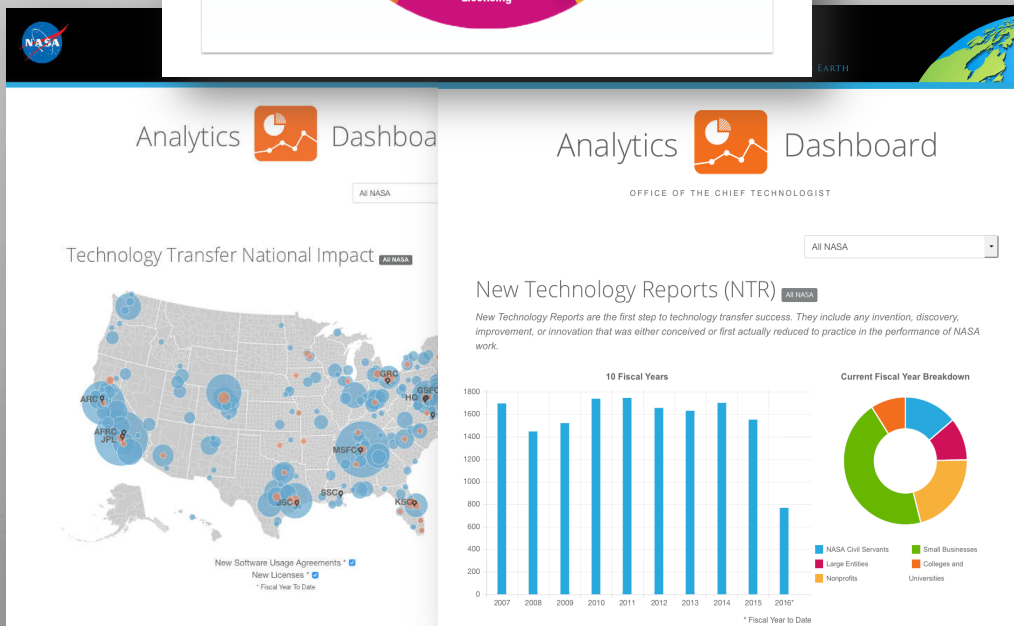 Licensing
NASA
EARTH
Analytics
Dashboa
All NASA
Technology Transfer National Impact All NASA
GRC
GSFC
HQ
ARC
AFRC
JPL
MSFC
JSC
SSC
KSC
New Software Usage Agreements *
New Licenses *
* Fiscal Year To Date
Analytics Dashboard
OFFICE OF THE CHIEF TECHNOLOGIST
All NASA
New Technology Reports (NTR) All NASA
New Technology Reports are the first step to technology transfer success. They include any invention, discovery,
improvement, or innovation that was either conceived or first actually reduced to practice in the performance of NASA
work.
10 Fiscal Years
1800
1600
1400
1200
1000
800
600
400
200
0
2007 2008 2009 2010 2011 2012 2013 2014 2015 2016*
* Fiscal Year to Date
Current Fiscal Year Breakdown
NASA Civil Servants
Large Entities
Nonprofits
Small Businesses
Colleges and
Universities